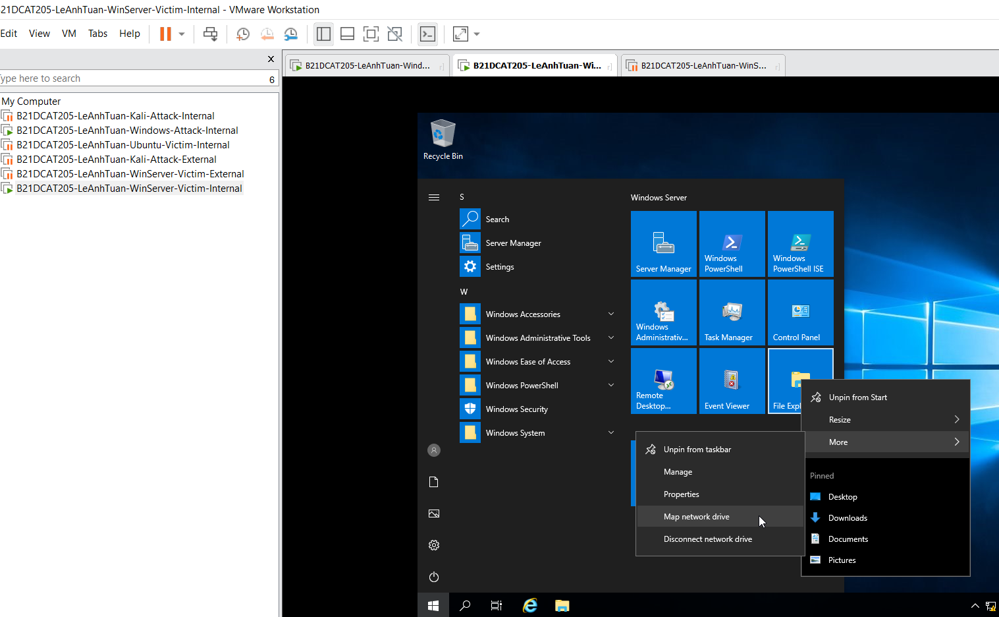 21DCAT205-LeAnhTuan-WinServer-Victim-Internal - VMware Workstation
Edit View VM Tabs Help
Type here to search
6
My Computer
B21DCAT205-LeAnhTuan-Kali-Attack-Internal
B21DCAT205-LeAnhTuan-Windows-Attack-Internal
B21DCAT205-LeAnhTuan-Ubuntu-Victim-Internal
B21DCAT205-LeAnhTuan-Kali-Attack-External
B21DCAT205-LeAnhTuan-WinServer-Victim-External
B21DCAT205-LeAnhTuan-WinServer-Victim-Internal
B21DCAT205-LeAnhTuan-Wind...
B21DCAT205-LeAnhTuan-Wi...
B21DCAT205-LeAnhTuan-WinS...
Recycle Bin
S
Search
Server Manager
Settings
W
Windows Accessories
Windows Administrative Tools
Windows Ease of Access
Windows PowerShell
Windows Security
Windows System
Windows Server
Server Manager
Windows
PowerShell
Windows
PowerShell ISE
Windows
Administrativ...
Task Manager
Control Panel
Remote
Desktop...
Event Viewer
File Expl
Unpin from Start
Resize
More
Pinned
Desktop
Downloads
Documents
Pictures
Unpin from taskbar
Manage
Properties
Map network drive
Disconnect network drive